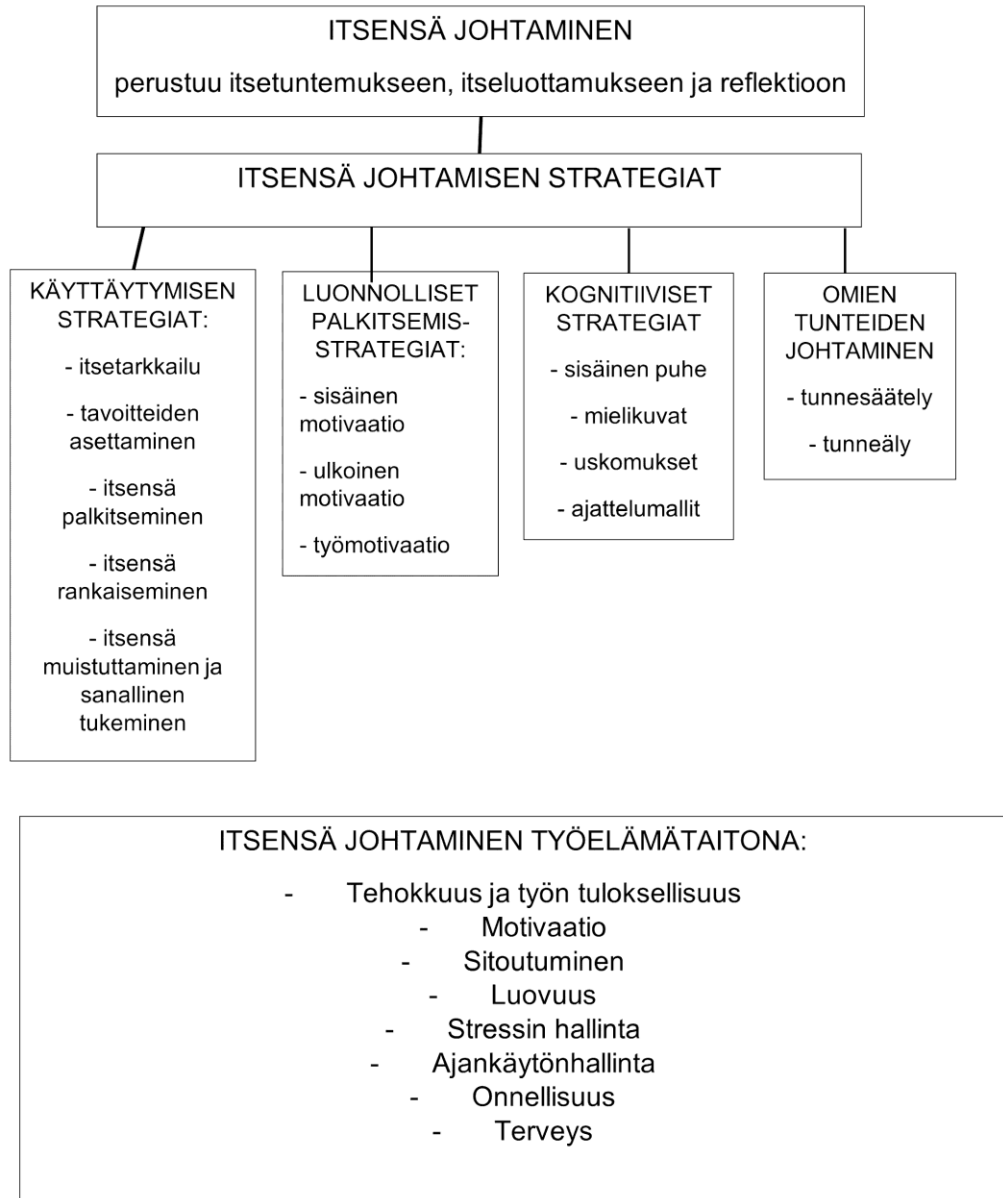 ITSENSÄ JOHTAMINEN
perustuu itsetuntemukseen, itseluottamukseen ja reflektioon
ITSENSÄ JOHTAMISEN STRATEGIAT
KÄYTTÄYTYMISEN
STRATEGIAT:
- itsetarkkailu
- tavoitteiden
asettaminen
- itsensä
palkitseminen
- itsensä
rankaiseminen
- itsensä
muistuttaminen ja
sanallinen
tukeminen
LUONNOLLISET
PALKITSEMIS-
STRATEGIAT:
- sisäinen
motivaatio
- ulkoinen
motivaatio
- työmotivaatio
KOGNITIIVISET
STRATEGIAT
- sisäinen puhe
- mielikuvat
- uskomukset
- ajattelumallit
OMIEN
TUNTEIDEN
JOHTAMINEN
- tunnesäätely
- tunneäly
ITSENSÄ JOHTAMINEN TYÖELÄMÄTAITONA:
- Tehokkuus ja työn tuloksellisuus
- Motivaatio
- Sitoutuminen
- Luovuus
- Stressin hallinta
- Ajankäytönhallinta
- Onnellisuus
- Terveys